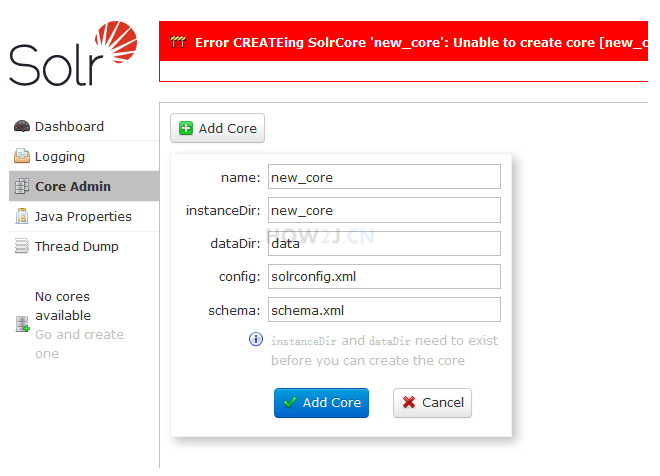 Solr
Error CREATEing SolrCore 'new_core': Unable to create core [new_c
Dashboard
Logging
Core Admin
Java Properties
Thread Dump
No cores
available
Go and create
one
Add Core
name: new_core
instanceDir: new_core
HOW2J.CN
dataDir: data
config: solrconfig.xml
schema: schema.xml
instanceDir and dataDir need to exist
before you can create the core
Add Core Cancel